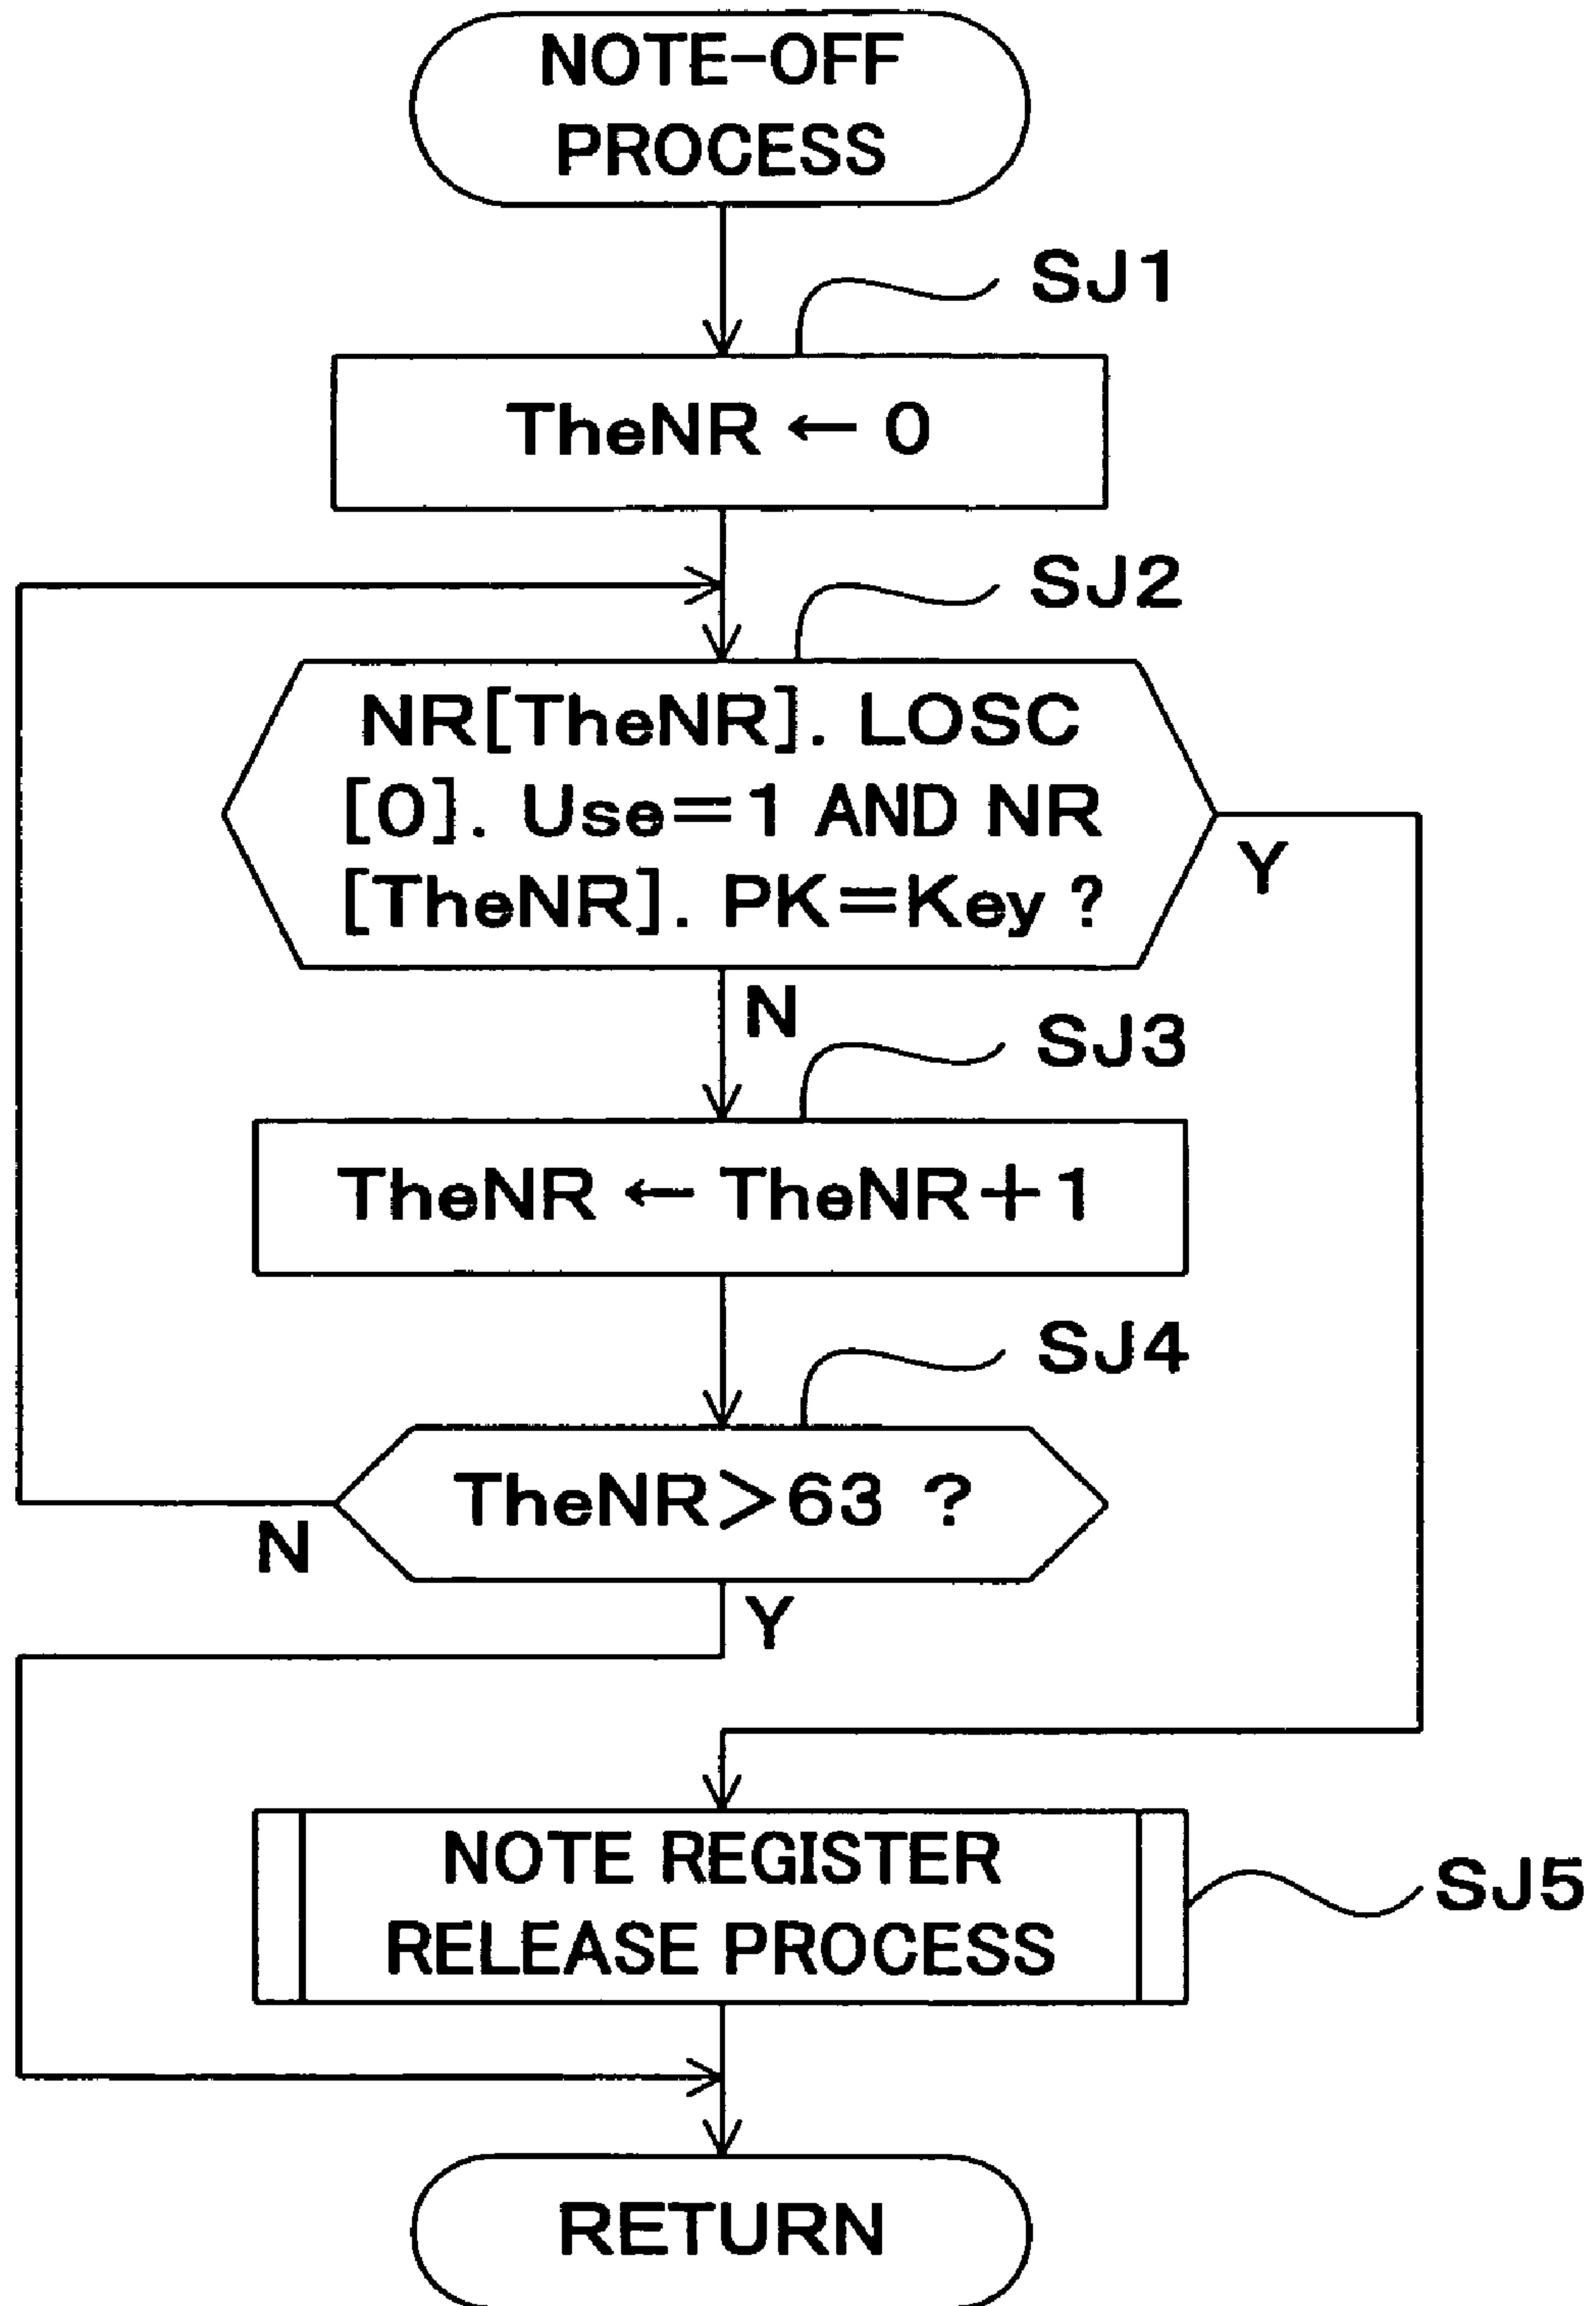 NOTE-OFF
PROCESS
SJ1
TheNR ← 0
SJ2
NR[TheNR]. LOSC
[0]. Use=1 AND NR
[TheNR]. PK=Key ?
Y
N
SJ3
TheNR ← TheNR+1
SJ4
TheNR>63 ?
N
Y
NOTE REGISTER
RELEASE PROCESS
SJ5
RETURN